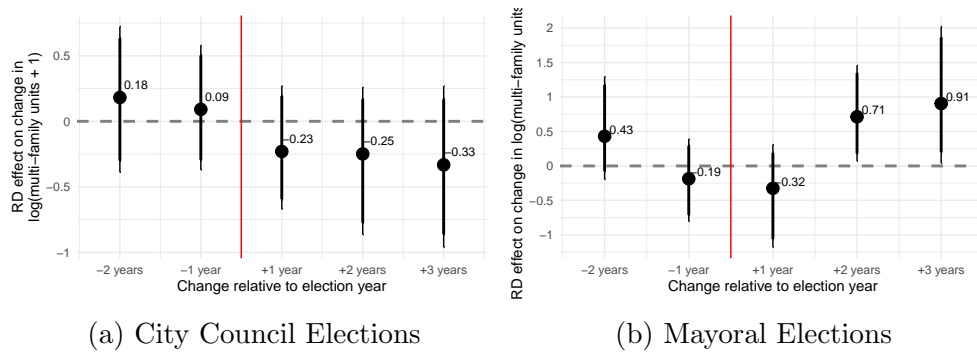 RD effect on change in
log(multi−family units + 1)
0.5
0
−0.5
−1
0.18
0.09
−0.23
−0.25
−0.33
−2 years
−1 year
+1 year
+2 years
+3 years
Change relative to election year
(a) City Council Elections
RD effect on change in log(multi−family units
2
1.5
1
0.5
0
−0.5
−1
0.43
−0.19
−0.32
0.71
0.91
−2 years
−1 year
+1 year
+2 years
+3 years
Change relative to election year
(b) Mayoral Elections